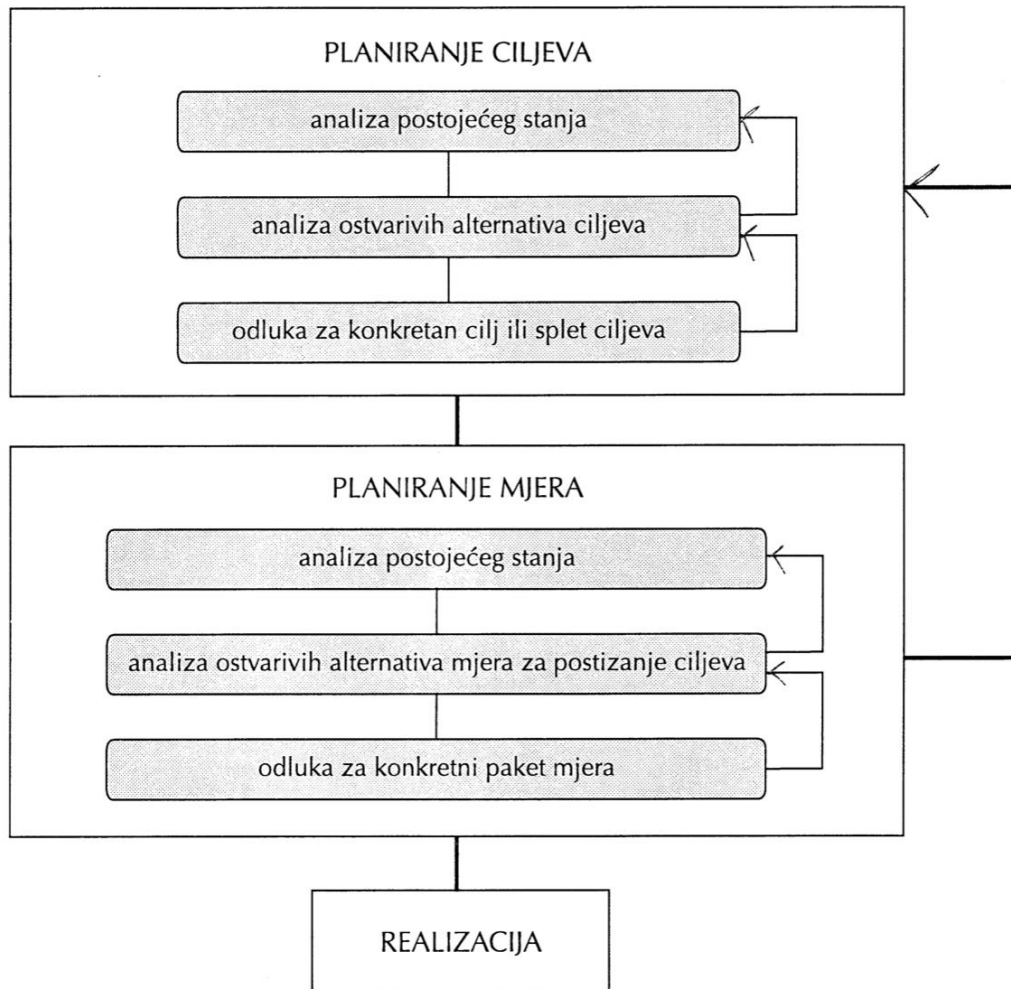 PLANIRANJE CILJEVA
analiza postojećeg stanja
analiza ostvarivih alternativa ciljeva
odluka za konkretan cilj ili splet ciljeva
PLANIRANJE MJERA
analiza postojećeg stanja
analiza ostvarivih alternativa mjera za postizanje ciljeva
odluka za konkretni paket mjera
REALIZACIJA